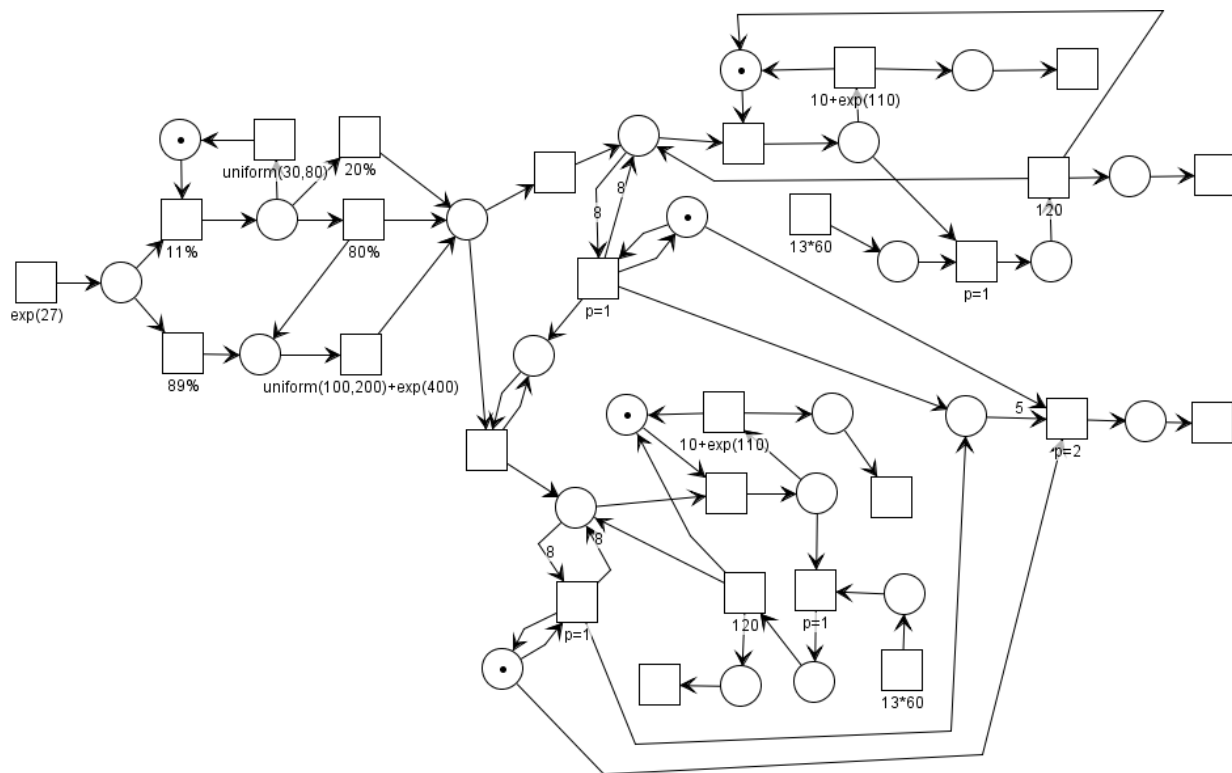 10+exp(110)
uniform(30,80)
20%
8
8
120
11%
80%
13*60
exp(27)
p=1
p=1
89%
uniform(100,200)+exp(400)
5
10+exp(110)
p=2
8
8
120
p=1
p=1
13*60